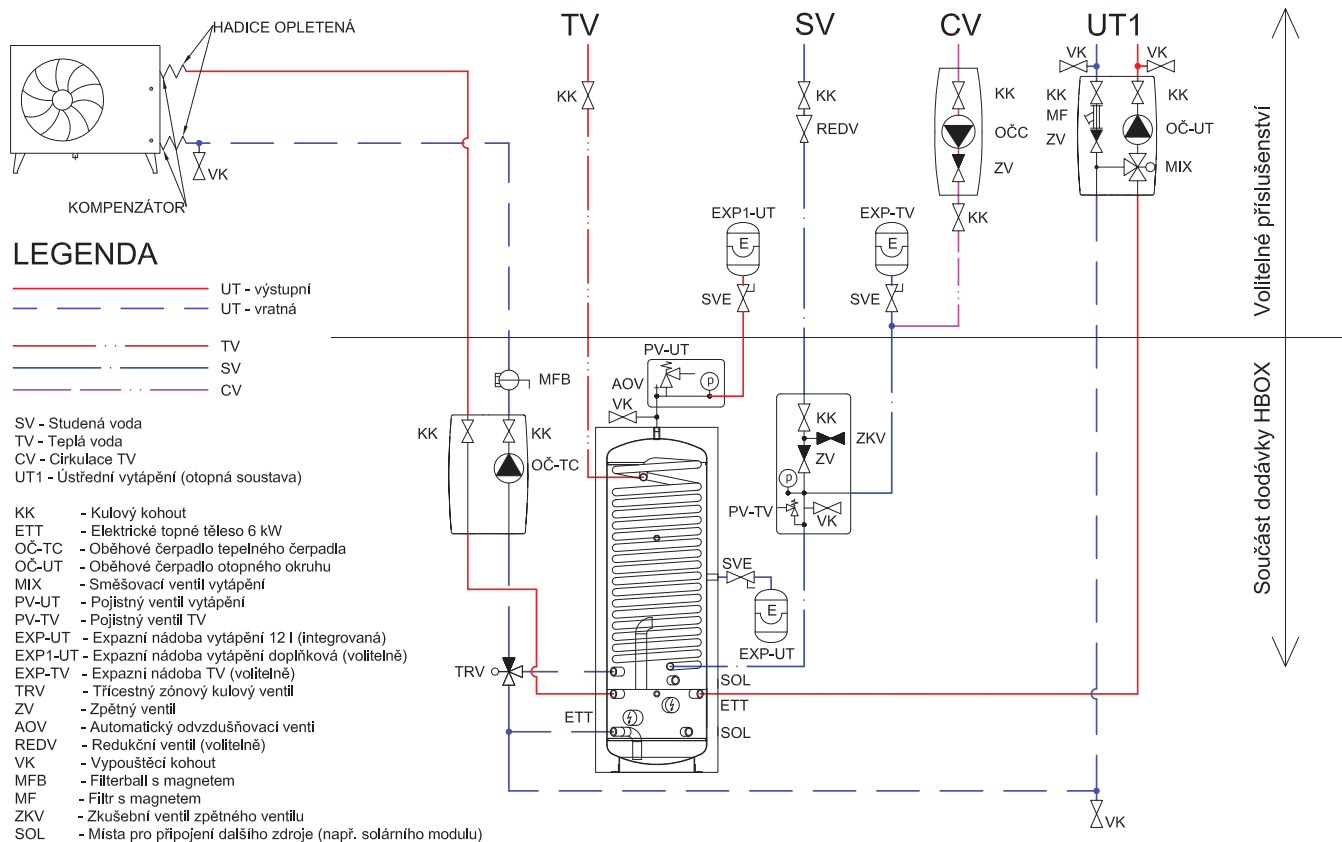 HADICE OPLETENÁ
TV
SV
CV
UT1
VK
VK
KK
KK
KK
KK
KK
MF
OČ-UT
REDV
OČC
ZV
ZV
MIX
VK
KOMPENZÁTOR
KK
EXP1-UT
EXP-TV
E
E
SVE
SVE
Volitelné příslušenství
LEGENDA
UT - výstupní
UT - vratná
TV
SV
CV
PV-UT
MFB
AOV
p
VK
KK
KK
KK
ZKV
OČ-TC
ZV
p
PV-TV
VK
SVE
E
EXP-UT
TRV
SOL
ETT
ETT
SOL
VK
Součást dodávky HBOX
SV - Studená voda
TV - Teplá voda
CV - Cirkulace TV
UT1 - Ústřední vytápění (otopná soustava)
KK - Kulový kohout
ETT - Elektrické topné těleso 6 kW
OČ-TC - Oběhové čerpadlo tepelného čerpadla
OČ-UT - Oběhové čerpadlo otopného okruhu
MIX - Směšovací ventil vytápění
PV-UT - Pojistný ventil vytápění
PV-TV - Pojistný ventil TV
EXP-UT - Expazní nádoba vytápění 12 l (integrovaná)
EXP1-UT - Expazní nádoba vytápění doplňková (volitelně)
EXP-TV - Expazní nádoba TV (volitelně)
TRV - Třícestný zónový kulový ventil
ZV - Zpětný ventil
AOV - Automatický odvzdušňovací venti
REDV - Redukční ventil (volitelně)
VK - Vypouštěcí kohout
MFB - Filterball s magnetem
MF - Filtr s magnetem
ZKV - Zkušební ventil zpětného ventilu
SOL - Místa pro připojení dalšího zdroje (např. solárního modulu)